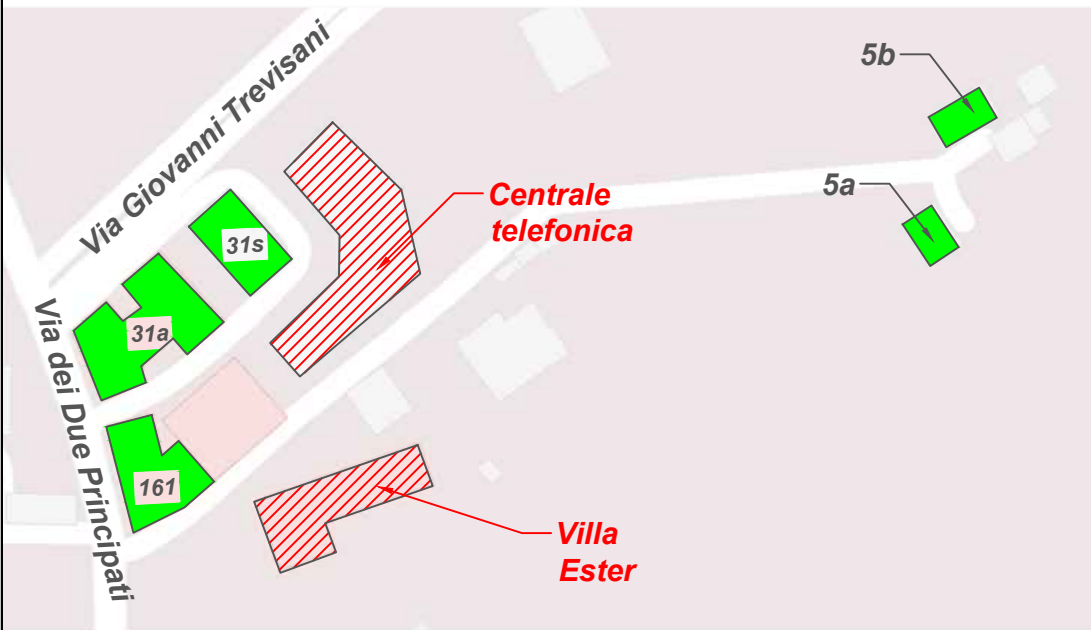 Via Giovanni Trevisani
5b
5a
Centrale
telefonica
31s
31a
Via dei Due Principati
161
Villa
Ester